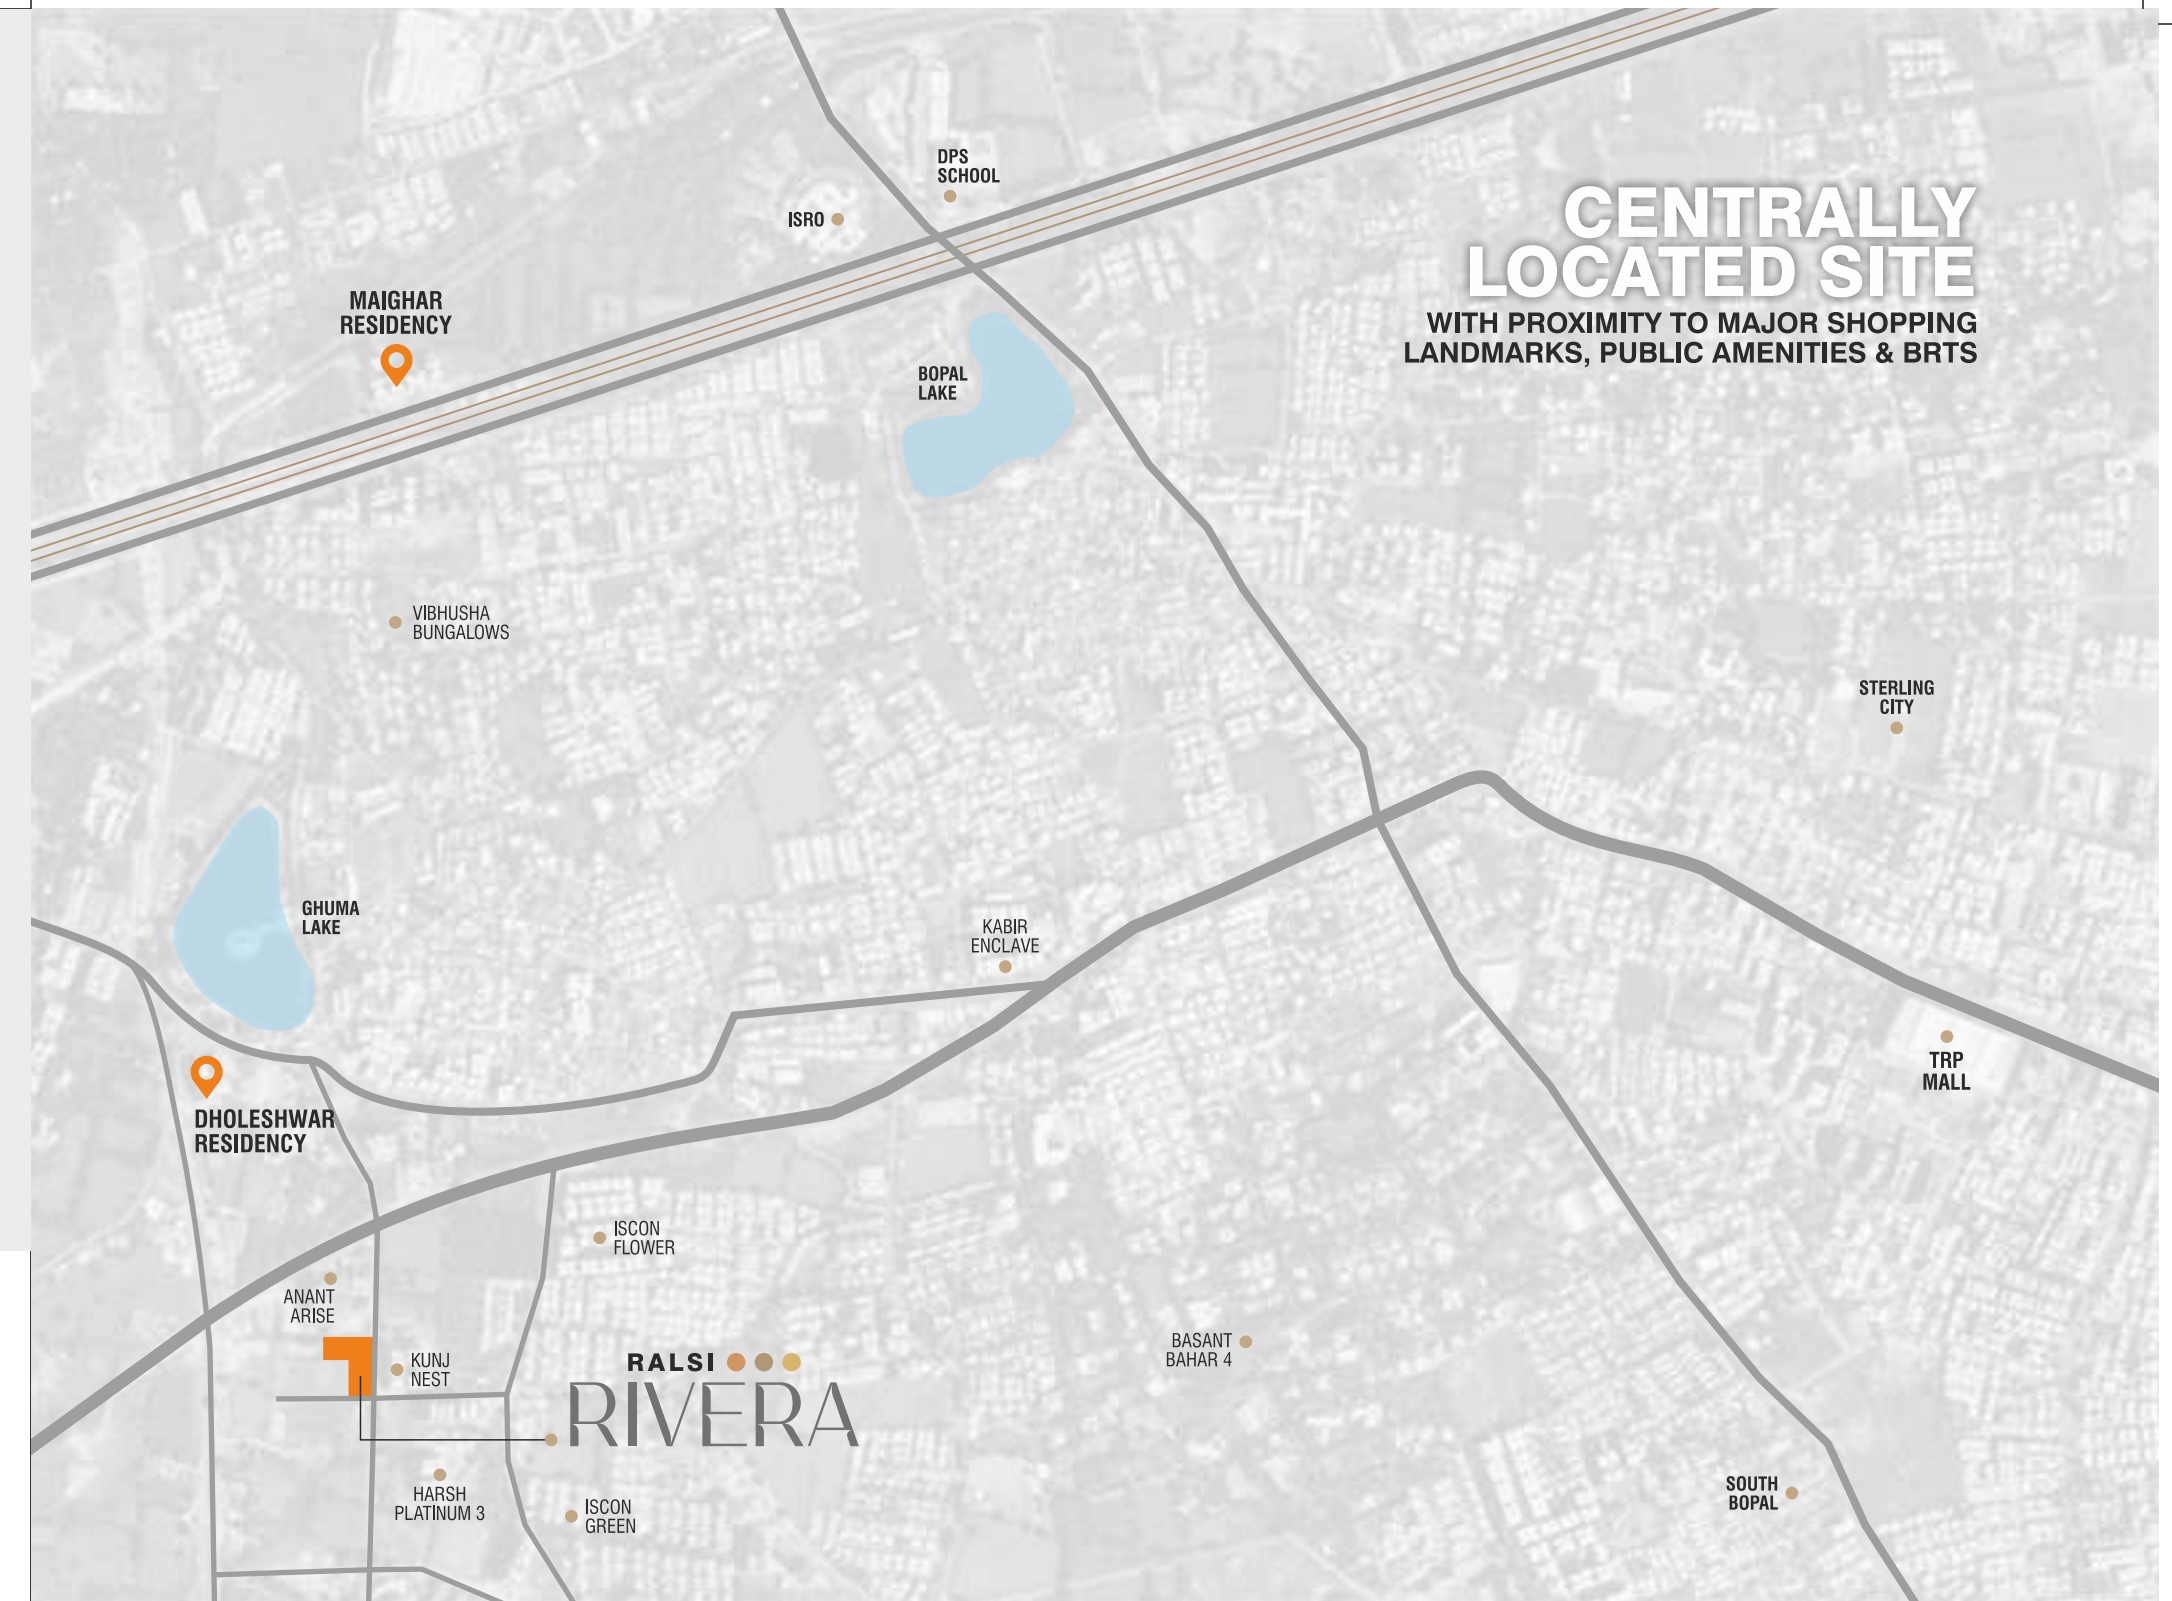 DPS
SCHOOL
ISRO
CENTRALLY
LOCATED SITE
WITH PROXIMITY TO MAJOR SHOPPING
LANDMARKS, PUBLIC AMENITIES & BRTS
MAIGHAR
RESIDENCY
BOPAL
LAKE
VIBHUSHA
BUNGALOWS
STERLING
CITY
GHUMA
LAKE
KABIR
ENCLAVE
TRP
MALL
DHOLESHWAR
RESIDENCY
ISCON
FLOWER
ANANT
ARISE
KUNJ
NEST
RALSI
RIVERA
BASANT
BAHAR 4
HARSH
PLATINUM 3
ISCON
GREEN
SOUTH
BOPAL